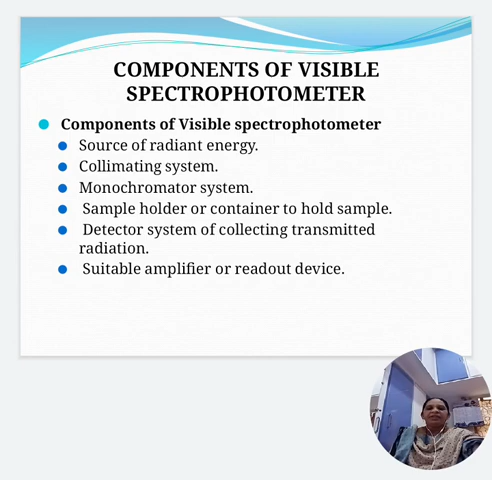 COMPONENTS OF VISIBLE
SPECTROPHOTOMETER
Components of Visible spectrophotometer
Source of radiant energy.
Collimating system.
Monochromator system.
Sample holder or container to hold sample.
Detector system of collecting transmitted
radiation.
Suitable amplifier or readout device.